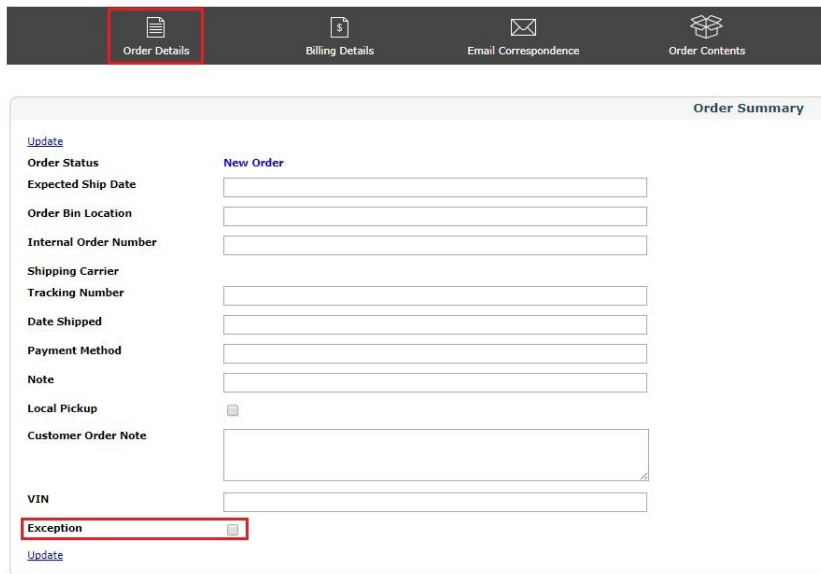 Order Details Billing Details Email Correspondence Order Contents
Order Summary
Update
Order Status New Order
Expected Ship Date
Order Bin Location
Internal Order Number
Shipping Carrier
Tracking Number
Date Shipped
Payment Method
Note
Local Pickup
Customer Order Note
VIN
Exception
Update